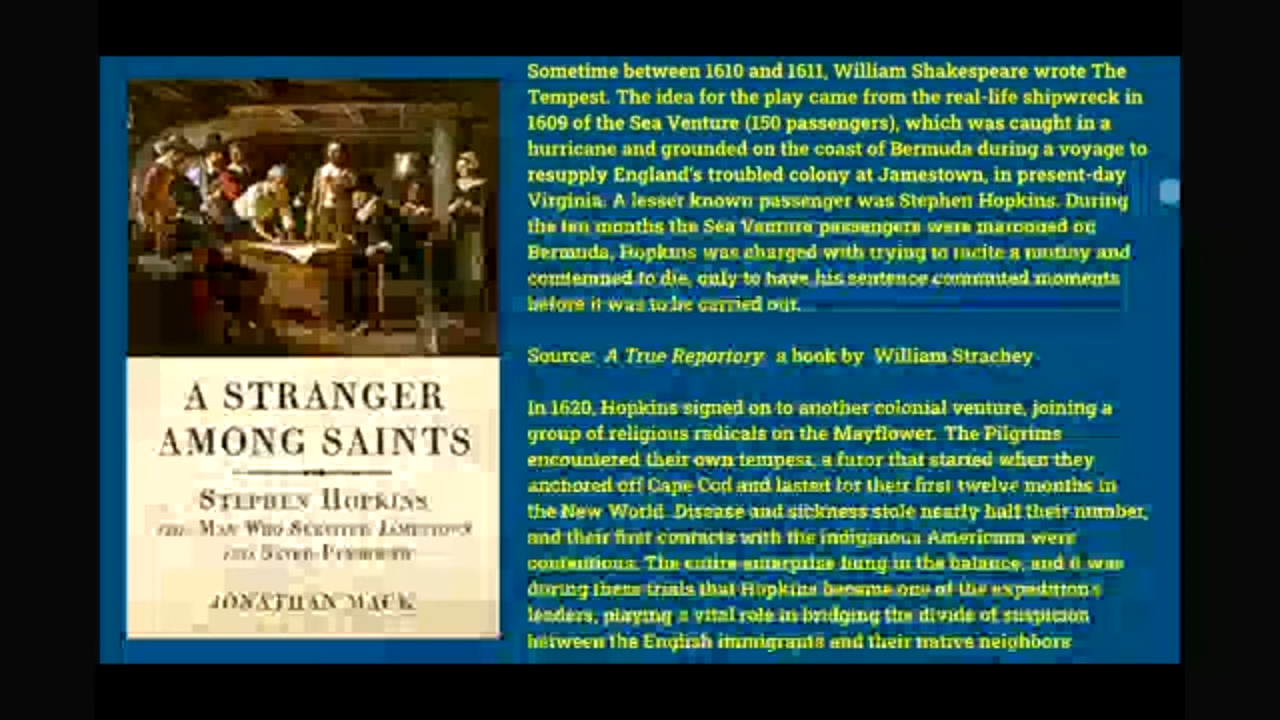 A STRANGER
AMONG SAINTS
STEPHEN HOPKINS
THE MAN WHO SURVIVED JAMESTOWN
AND SAVED PLYMOUTH
JONATHAN MACK
Sometime between 1610 and 1611, William Shakespeare wrote The
Tempest. The idea for the play came from the real-life shipwreck in
1609 of the Sea Venture (150 passengers), which was caught in a
hurricane and grounded on the coast of Bermuda during a voyage to
resupply England's troubled colony at Jamestown, in present-day
Virginia. A lesser known passenger was Stephen Hopkins. During
the ten months the Sea Venture passengers were marooned on
Bermuda, Hopkins was charged with trying to incite a mutiny and
condemned to die, only to have his sentence commuted moments
before it was to be carried out.
Source: A True Reportory a book by William Strachey
In 1620, Hopkins signed on to another colonial venture, joining a
group of religious radicals on the Mayflower. The Pilgrims
encountered their own tempest, a furor that started when they
anchored off Cape Cod and lasted for their first twelve months in
the New World. Disease and sickness stole nearly half their number,
and their first contacts with the indigenous Americans were
contentious. The entire enterprise hung in the balance, and it was
during these trials that Hopkins became one of the expedition's
leaders, playing a vital role in bridging the divide of suspicion
between the English immigrants and their native neighbors